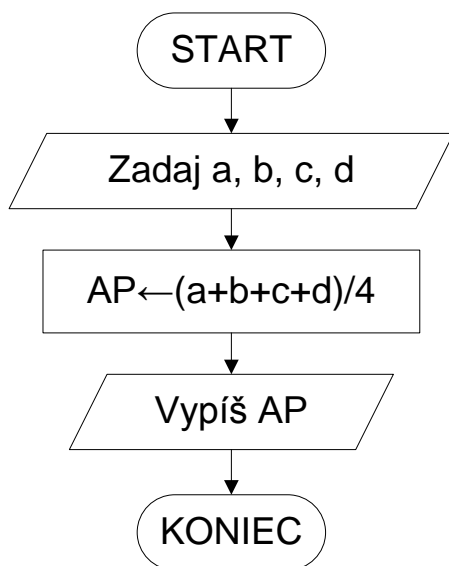 START
Zadaj a, b, c, d
AP←(a+b+c+d)/4
Vypíš AP
KONIEC